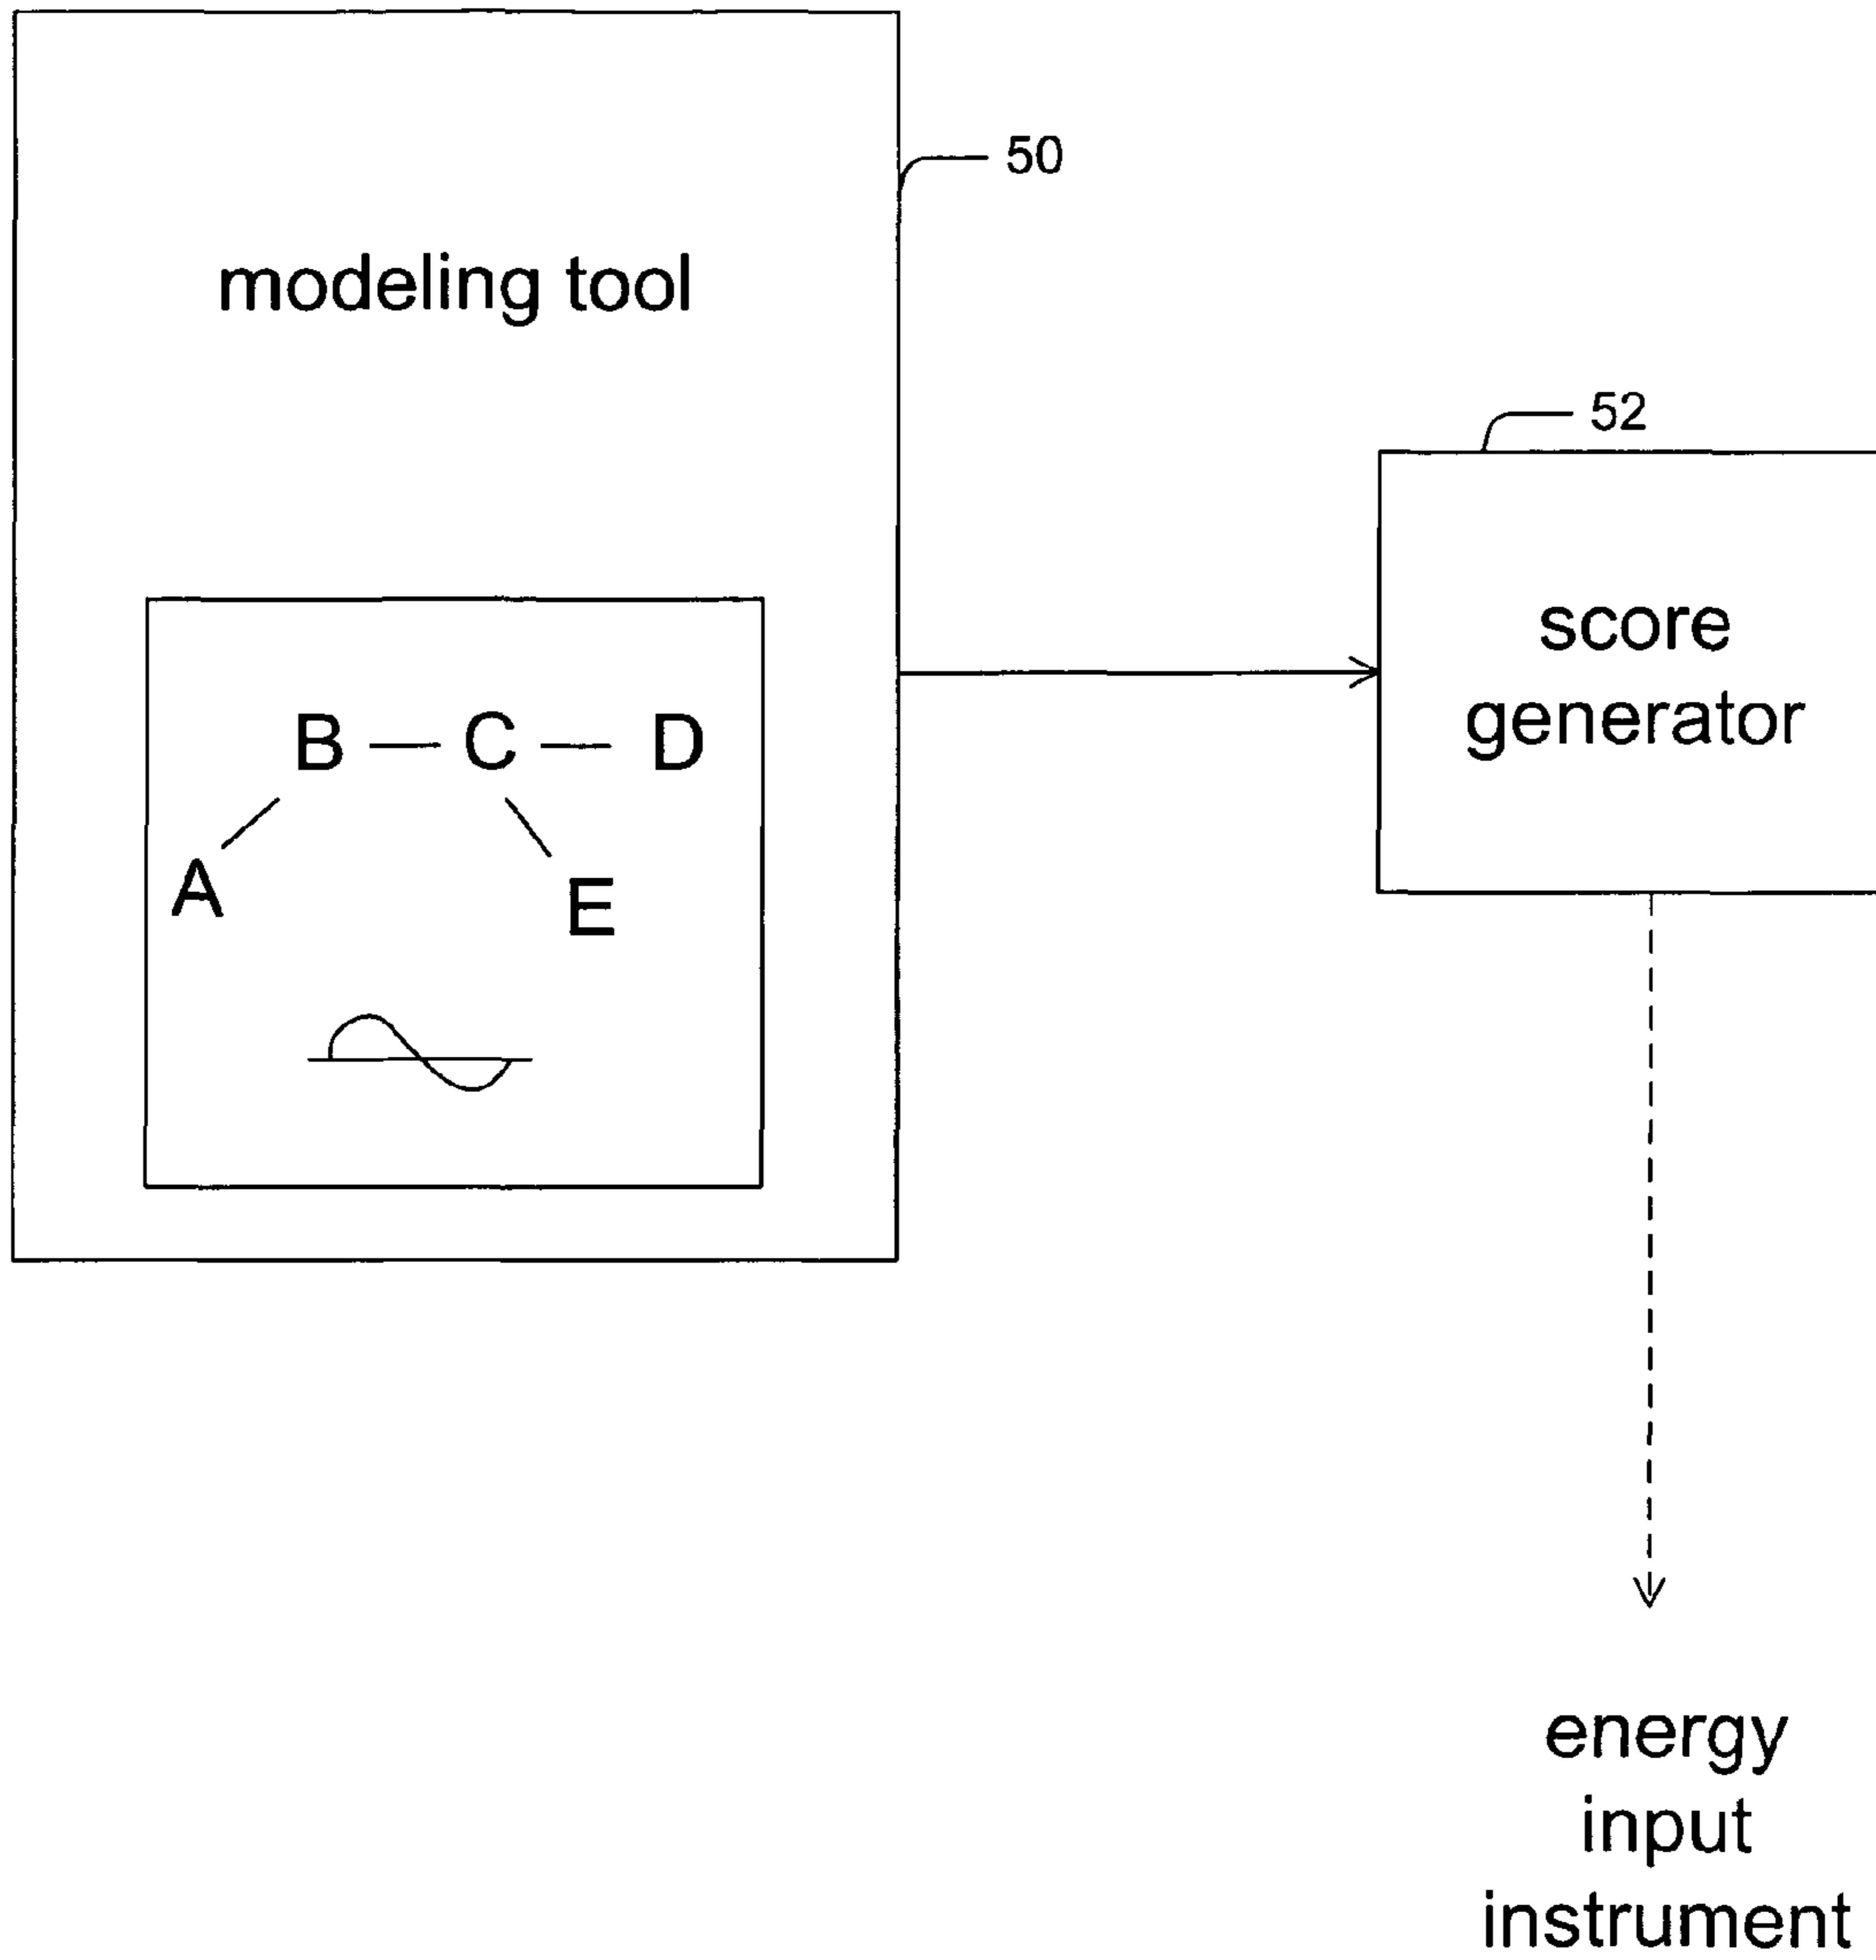 50
modeling tool
52
score
generator
B — C — D
A
E
energy
input
instrument